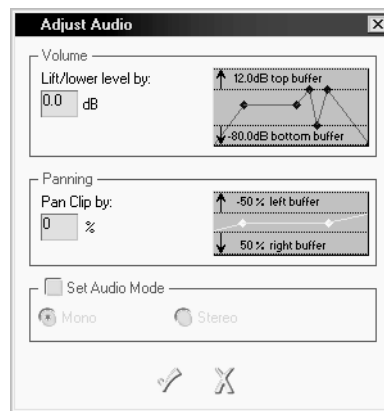 Adjust Audio
Volume
Lift/lower level by:
0.0 dB
12.0dB top buffer
-80.0dB bottom buffer
Panning
Pan Clip by:
0 %
-50 % left buffer
50 % right buffer
Set Audio Mode
Mono Stereo